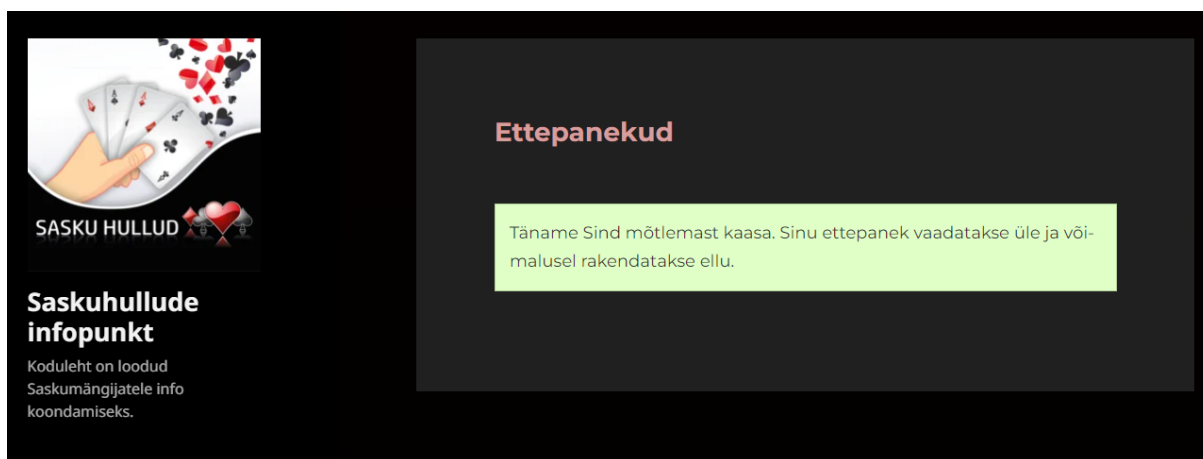 SASKU HULLUD
Saskuhullude
infopunkt
Koduleht on loodud
Saskumängijatele info
koondamiseks.
Ettepanekud
Täname Sind mõtlemast kaasa. Sinu ettepanek vaadatakse üle ja või-
malusel rakendatakse ellu.